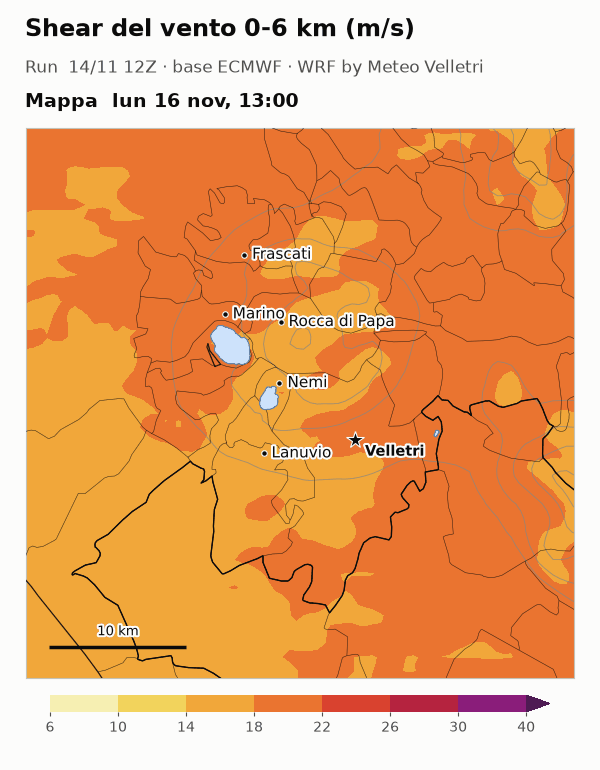 Shear del vento 0-6 km (m/s)
Run  14/11 12Z · base ECMWF · WRF by Meteo Velletri
Mappa  lun 16 nov, 13:00
Frascati
Marino
Rocca di Papa
Nemi
Velletri
Lanuvio
10 km
6 10 14 18 22 26 30 40